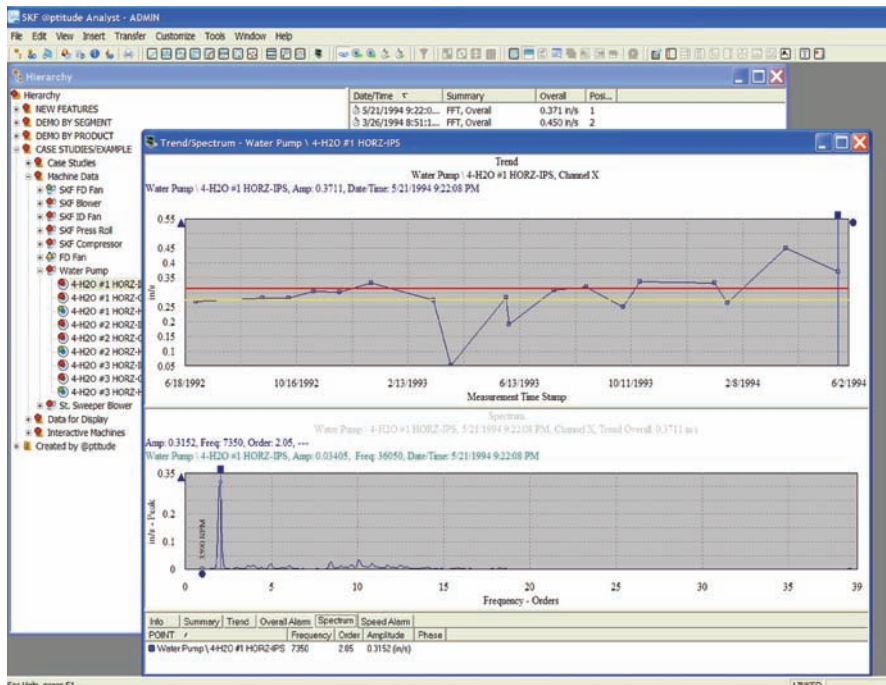 SKF @ptitude Analyst - ADMIN
File Edit View Insert Transfer Customize Tools Window Help
Hierarchy
Hierarchy
NEW FEATURES
DEMO BY SEGMENT
DEMO BY PRODUCT
CASE STUDIES/EXAMPLE
Case Studies
Machine Data
SKF FD Fan
SKF Blower
SKF ID Fan
SKF Press Roll
SKF Compressor
FD Fan
Water Pump
4-H2O #1 HORZ-I
4-H2O #1 HORZ-
4-H2O #1 HORZ-
4-H2O #2 HORZ-
4-H2O #2 HORZ-
4-H2O #2 HORZ-
4-H2O #3 HORZ-
4-H2O #3 HORZ-
4-H2O #3 HORZ-
St. Sweeper Blower
Data for Display
Interactive Machines
Created by @ptitude
Date/Time Summary Overall Posi...
5/21/1994 9:22:0... FFT, Overall 0.371 in/s 1
3/26/1994 8:51:1... FFT, Overall 0.450 in/s 2
Trend/Spectrum - Water Pump \ 4-H2O #1 HORZ-IPS
Trend
Water Pump \ 4-H2O #1 HORZ-IPS, Channel X
Water Pump \ 4-H2O #1 HORZ-IPS, Amp: 0.3711, Date/Time: 5/21/1994 9:22:08 PM
0.55
0.45
0.4
0.35
in/s
0.25
0.2
0.15
0.1
0.05
6/18/1992 10/16/1992 2/13/1993 6/13/1993 10/11/1993 2/8/1994 6/2/1994
Measurement Time Stamp
Spectrum
Water Pump \ 4-H2O #1 HORZ-IPS, 5/21/1994 9:22:08 PM, Channel X, Trend Overall 0.3711 in/s
Amp: 0.3152, Freq: 7350, Order: 2.05, ---
Water Pump \ 4-H2O #1 HORZ-IPS, Amp: 0.03405, Freq: 36050, Date/Time: 5/21/1994 9:22:08 PM
0.35
0.2
0.1
0
in/s - Peak
3590 RPM
0 5 10 15 20 25 30 35 39
Frequency - Orders
Info Summary Trend Overall Alarm Spectrum Speed Alarm
POINT Frequency Order Amplitude Phase
Water Pump \ 4-H2O #1 HORZ-IPS 7350 2.05 0.3152 (in/s)
For Help, press F1
LINKED